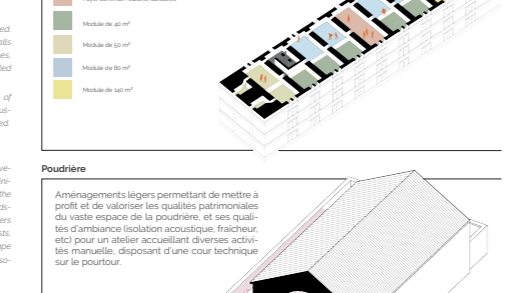 Module de 40 m²
Module de 50 m²
Module de 80 m²
Module de 140 m²
Poudrière
Aménagements légers permettant de mettre à
profit et de valoriser les qualités patrimoniales
du vaste espace de la poudrière, et ses quali-
tés d'ambiance (isolation acoustique, fraîcheur,
etc) pour un atelier accueillant diverses activi-
tés manuelle, disposant d'une cour technique
sur le pourtour.